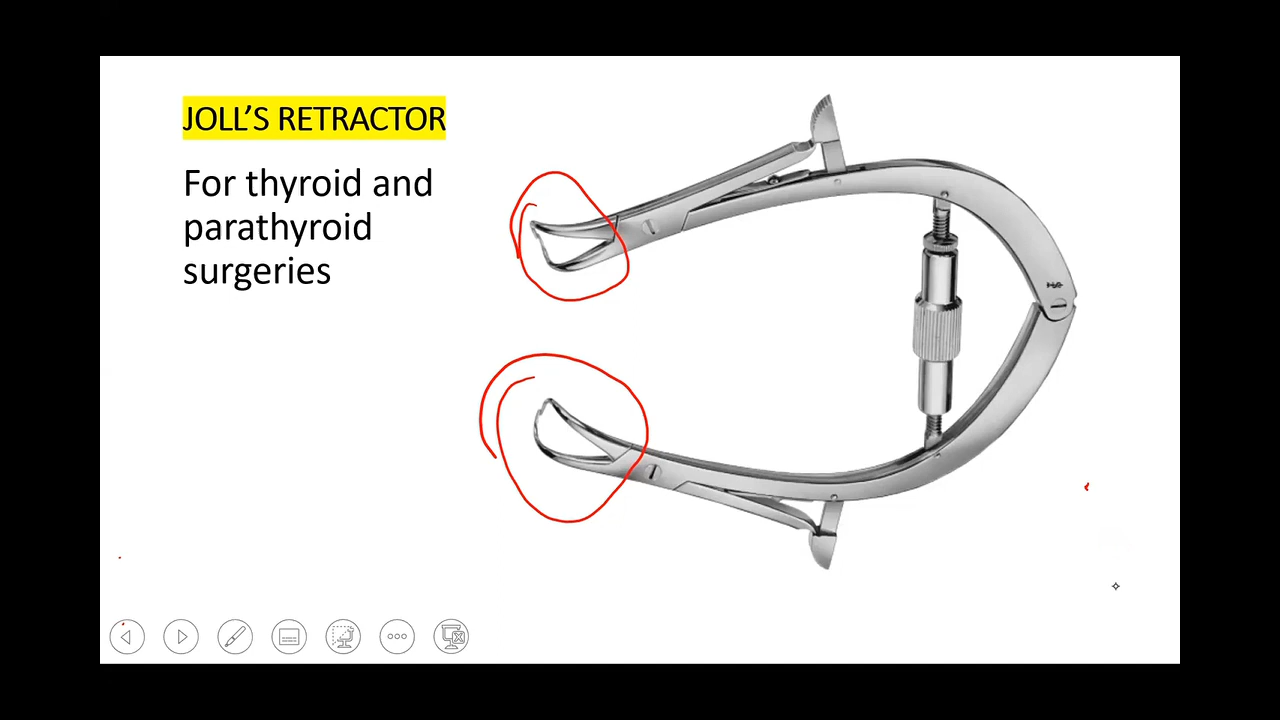 JOLL’S RETRACTOR
For thyroid and
parathyroid
surgeries